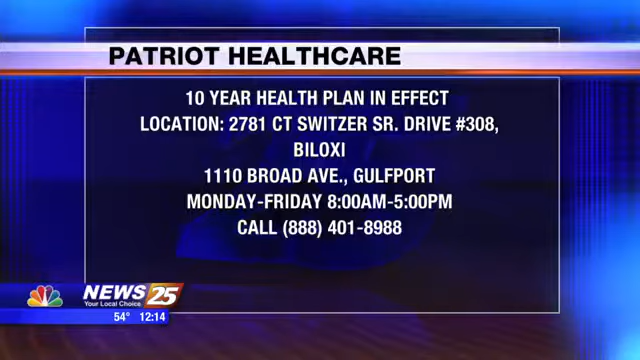 PATRIOT HEALTHCARE
10 YEAR HEALTH PLAN IN EFFECT
LOCATION: 2781 CT SWITZER SR. DRIVE #308,
BILOXI
1110 BROAD AVE., GULFPORT
MONDAY-FRIDAY 8:00AM-5:00PM
CALL (888) 401-8988
NEWS 25
Your Local Choice
54° 12:14